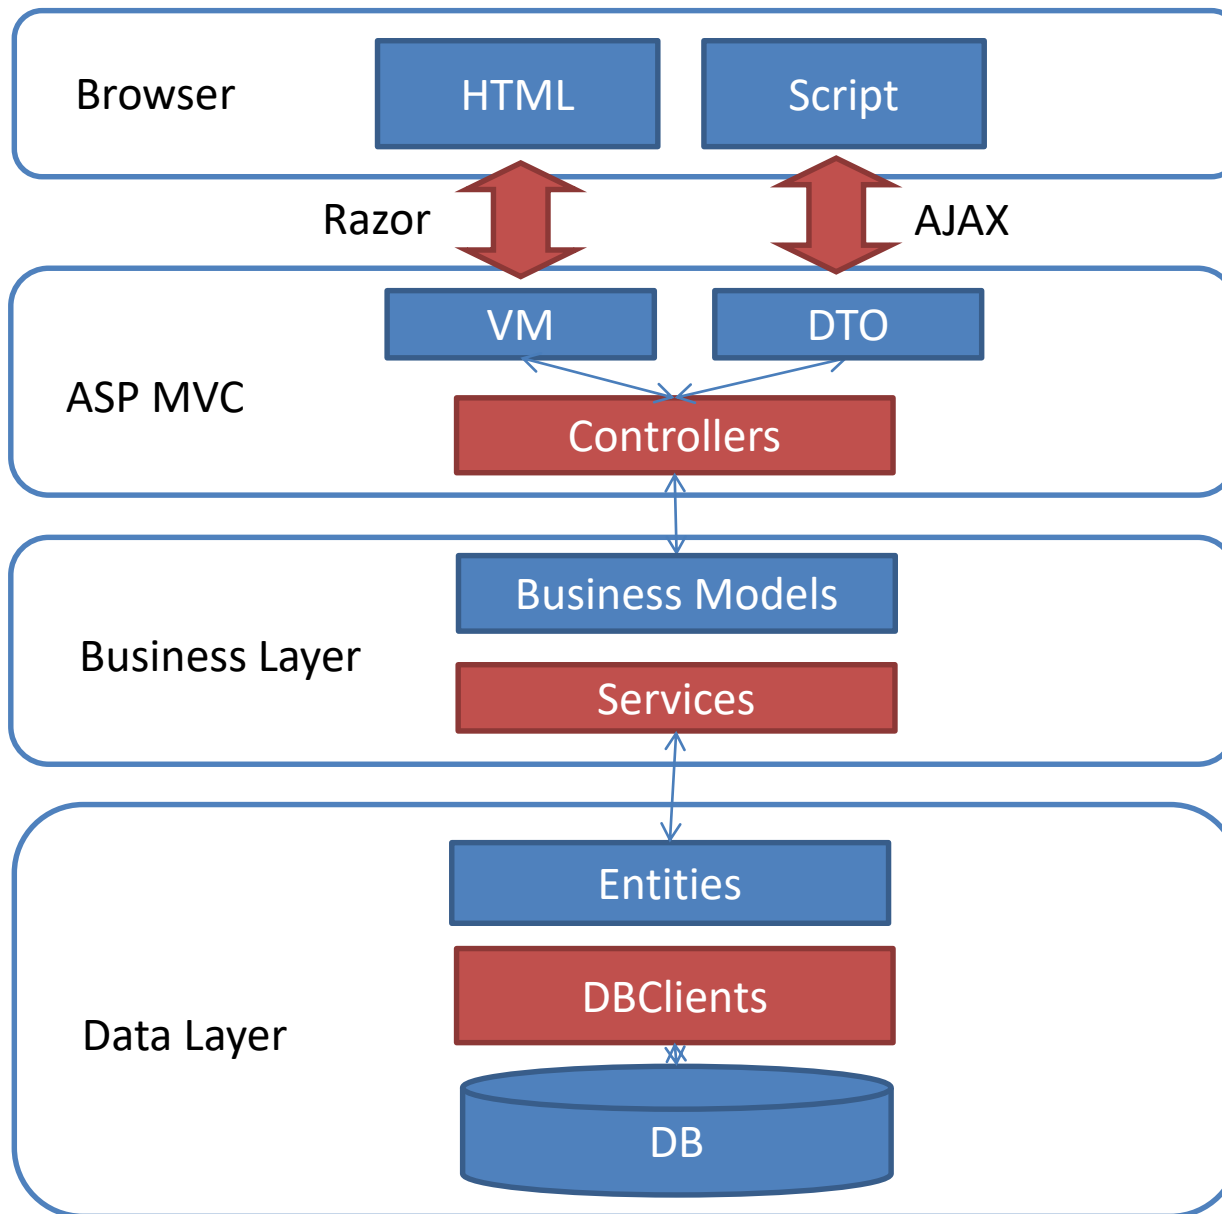 Browser
HTML
Script
Razor
AJAX
ASP MVC
VM
DTO
Controllers
Business Layer
Business Models
Services
Data Layer
Entities
DBClients
DB